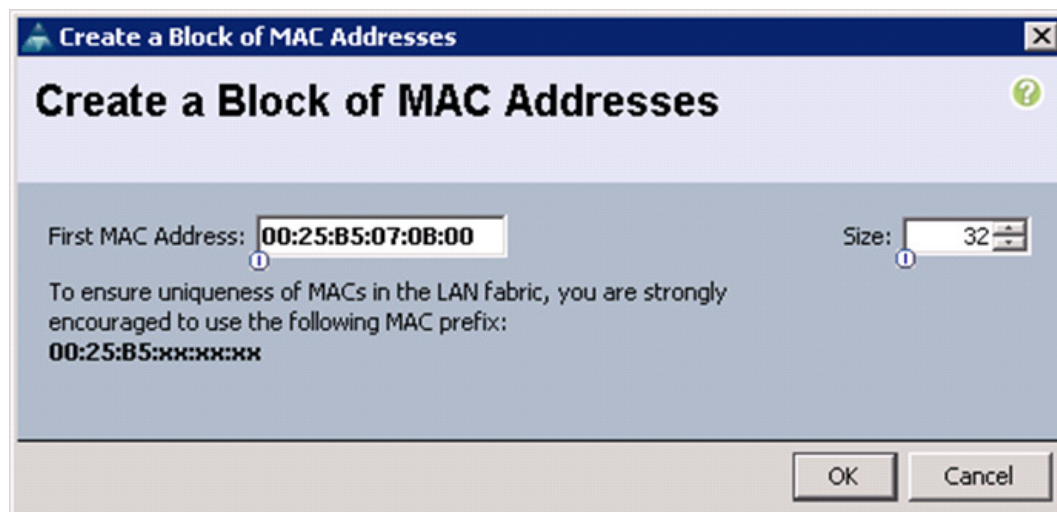 Create a Block of MAC Addresses
Create a Block of MAC Addresses
First MAC Address: 00:25:B5:07:0B:00 Size: 32
To ensure uniqueness of MACs in the LAN fabric, you are strongly
encouraged to use the following MAC prefix:
00:25:B5:xx:xx:xx
OK Cancel